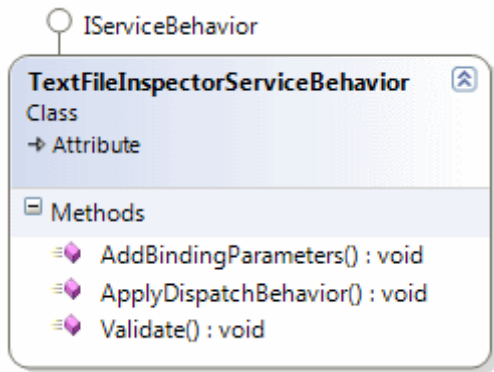 IServiceBehavior
TextFileInspectorServiceBehavior
Class
Attribute
Methods
AddBindingParameters() : void
ApplyDispatchBehavior() : void
Validate() : void